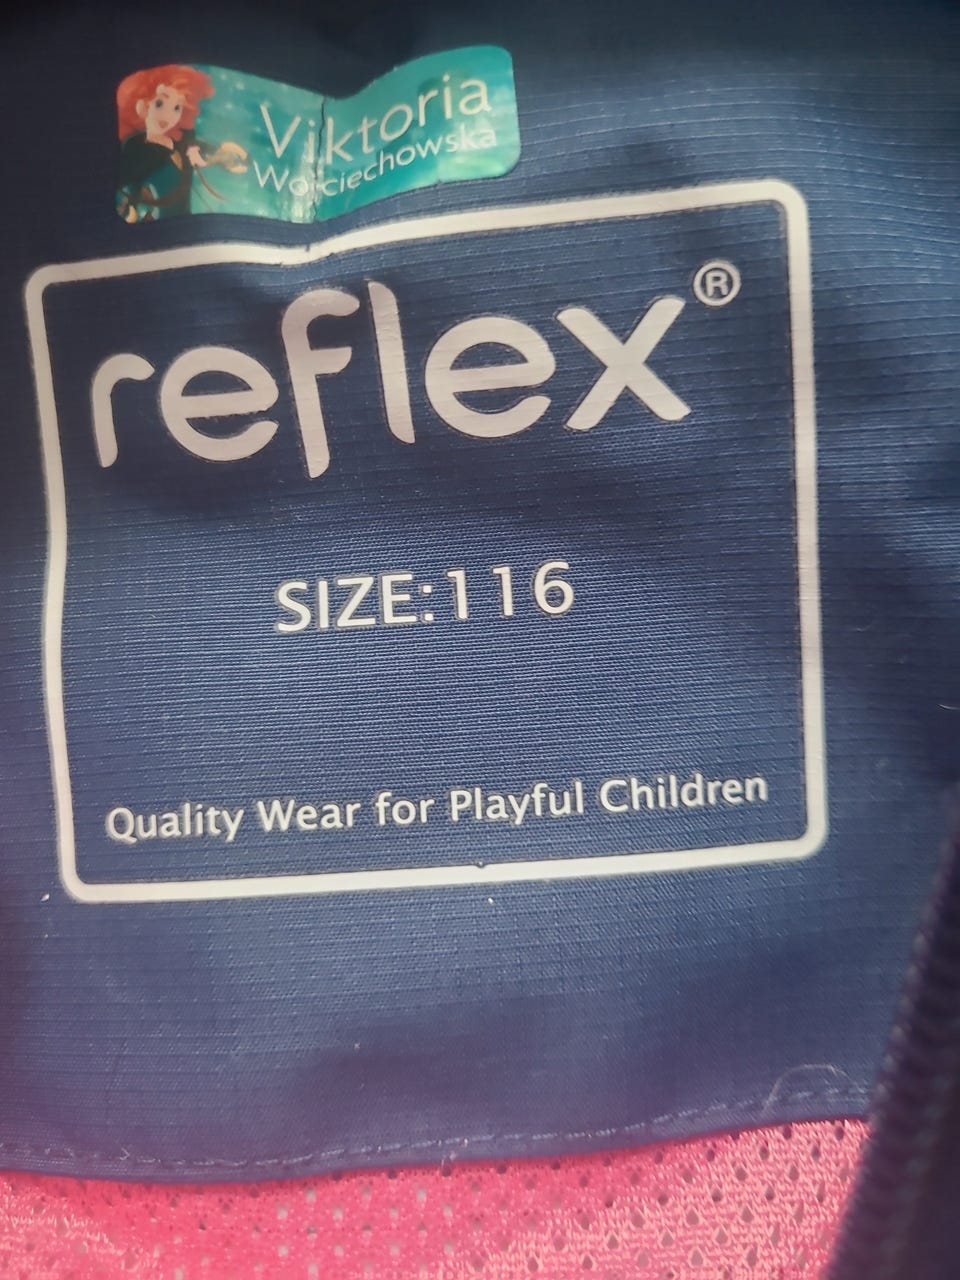 Viktoria
Wojciechowska
reflex®
SIZE:116
Quality Wear for Playful Children